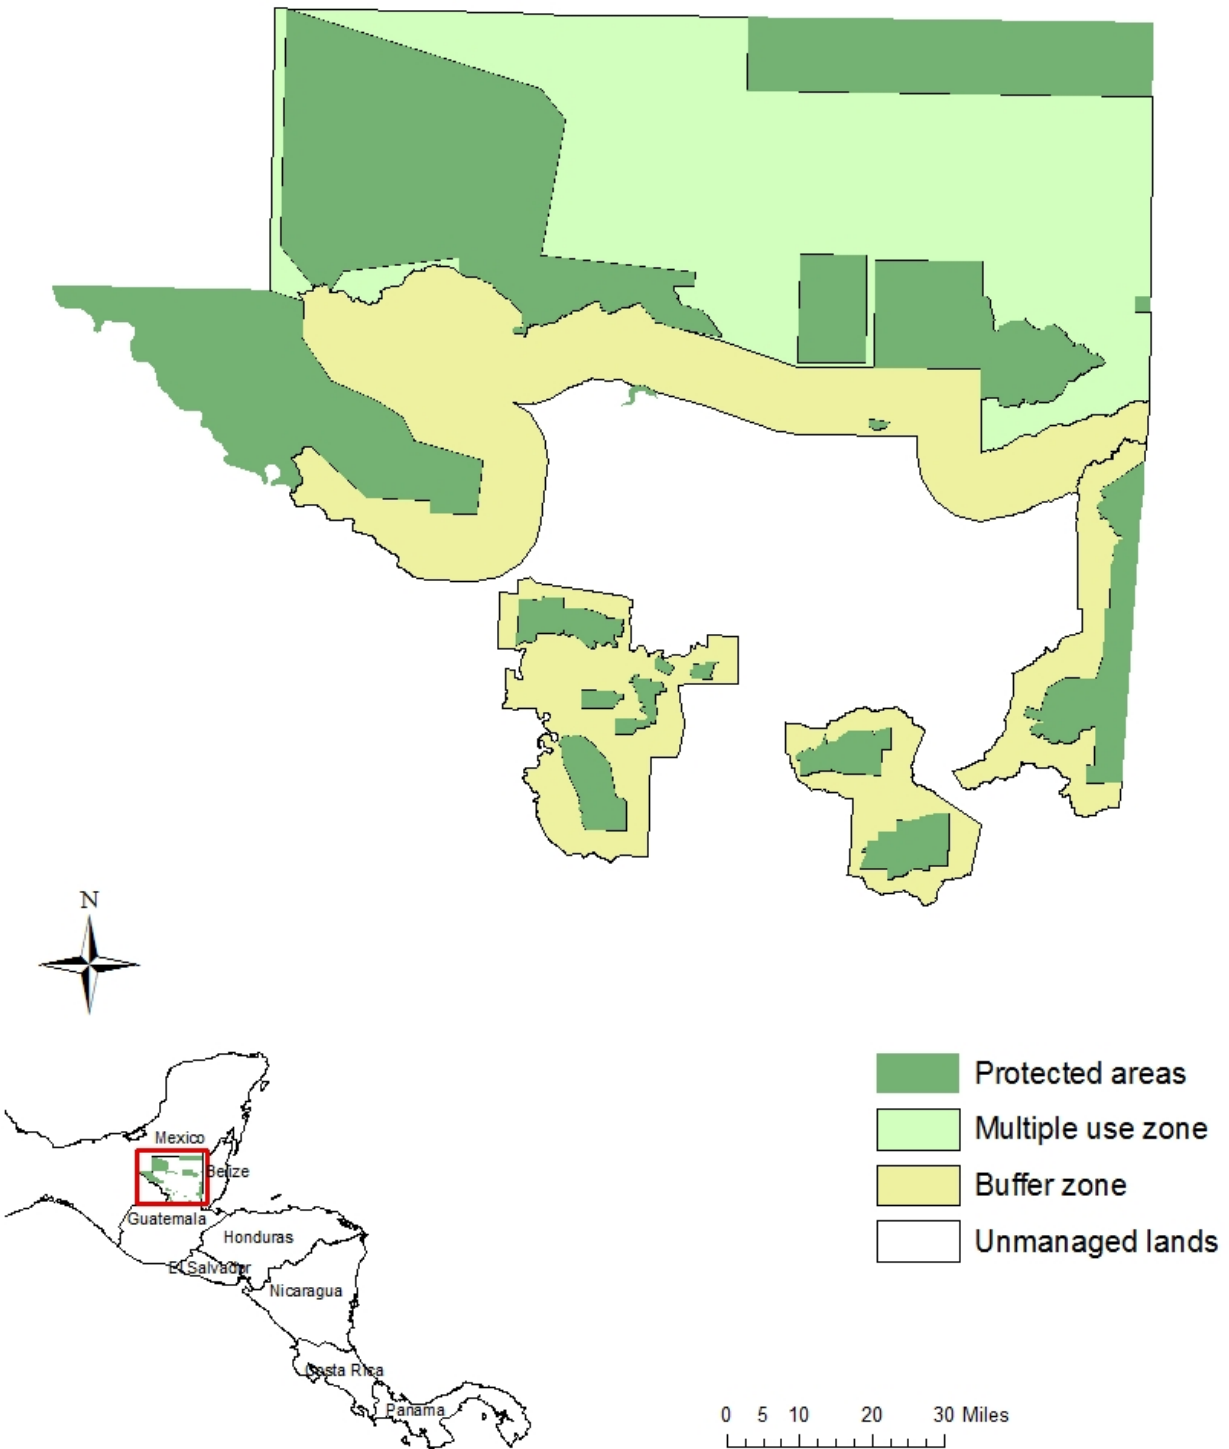 N
Mexico
Belize
Guatemala
Honduras
El Salvador
Nicaragua
Costa Rica
Panama
Protected areas
Multiple use zone
Buffer zone
Unmanaged lands
0 5 10 20 30 Miles